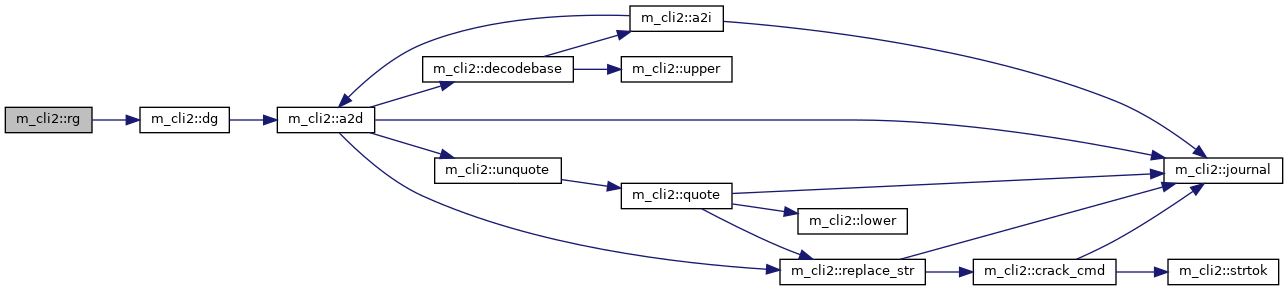 m_cli2::rg
m_cli2::dg
m_cli2::a2d
m_cli2::decodebase
m_cli2::a2i
m_cli2::upper
m_cli2::unquote
m_cli2::quote
m_cli2::lower
m_cli2::replace_str
m_cli2::crack_cmd
m_cli2::journal
m_cli2::strtok